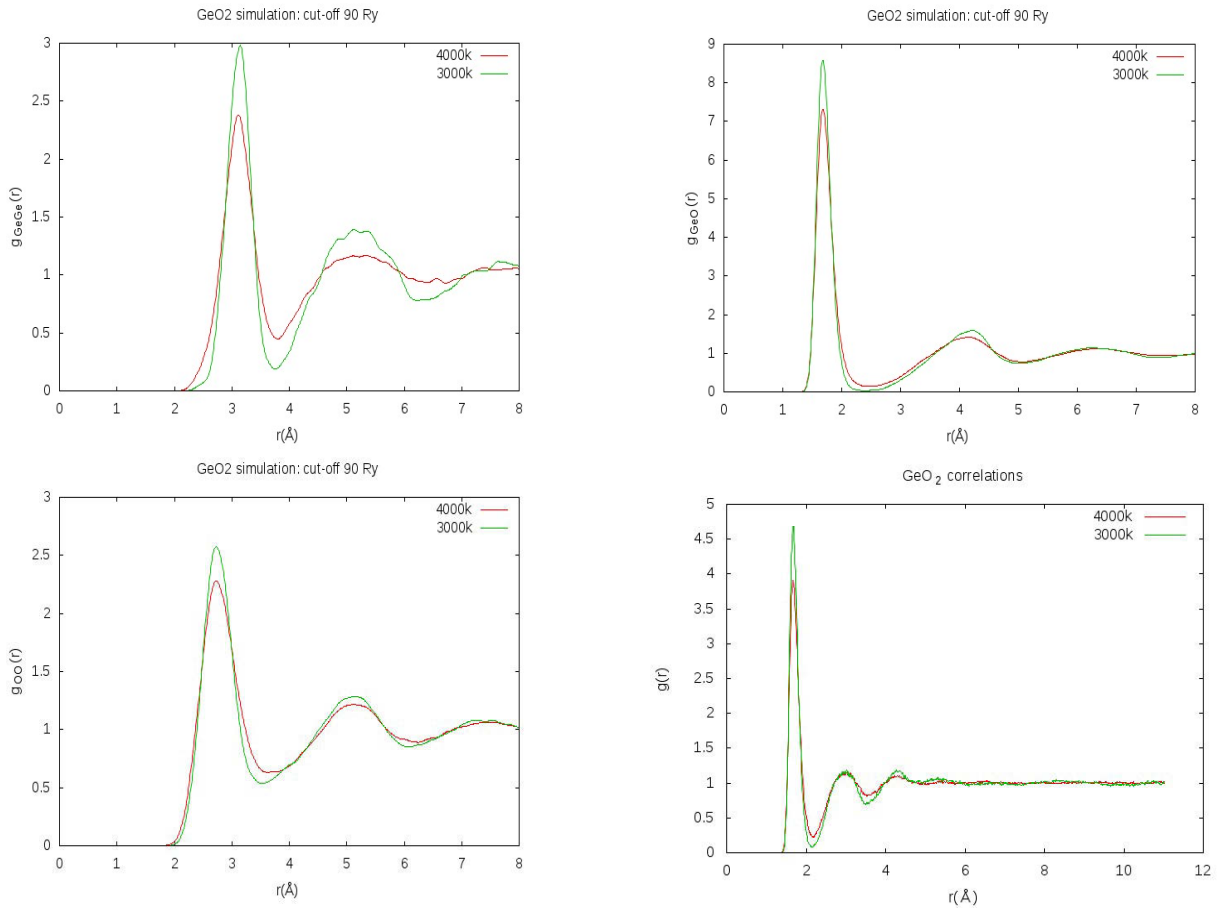 GeO2 simulation: cut-off 90 Ry
3
2.5
2
1.5
1
0.5
0
0 1 2 3 4 5 6 7 8
g GeGe(r)
r(Å)
4000k
3000k
GeO2 simulation: cut-off 90 Ry
9
8
7
6
5
4
3
2
1
0
0 1 2 3 4 5 6 7 8
g GeO(r)
r(Å)
4000k
3000k
GeO2 simulation: cut-off 90 Ry
3
2.5
2
1.5
1
0.5
0
0 1 2 3 4 5 6 7 8
g OO(r)
r(Å)
4000k
3000k
GeO2 correlations
5
4.5
4
3.5
3
2.5
2
1.5
1
0.5
0
0 2 4 6 8 10 12
g(r)
r(Å)
4000k
3000k